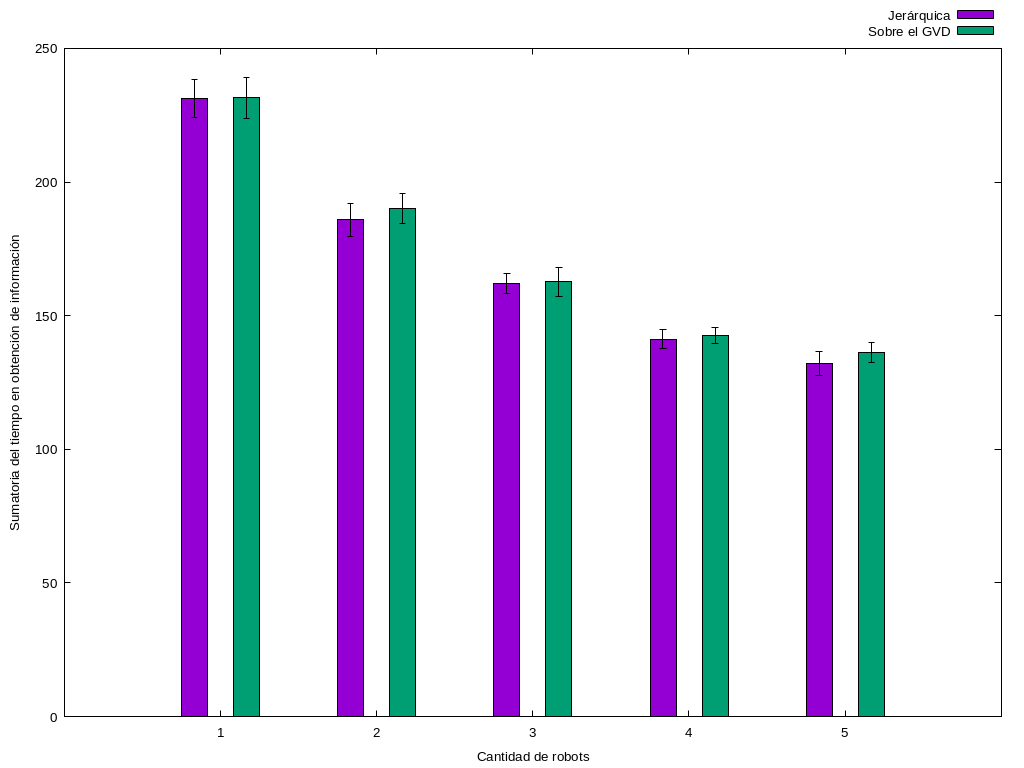 Jerárquica
Sobre el GVD
250
200
150
100
50
0
Sumatoria del tiempo en obtención de información
1 2 3 4 5
Cantidad de robots